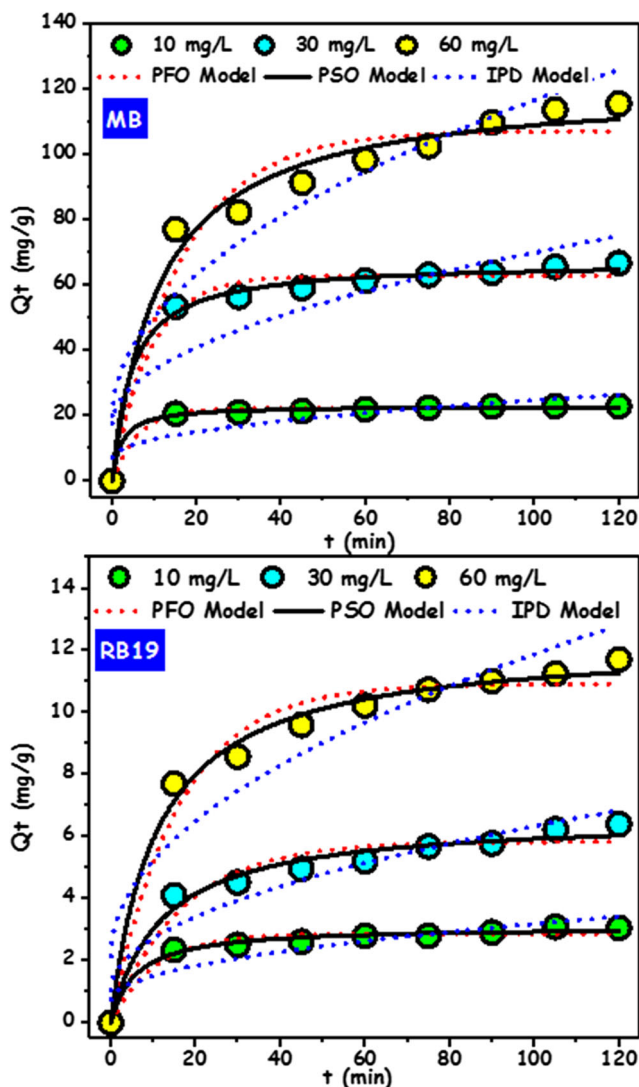 10 mg/L 30 mg/L 60 mg/L
PFO Model PSO Model IPD Model
MB
140
120
100
80
60
40
20
0
Qt (mg/g)
0 20 40 60 80 100 120
t (min)
10 mg/L 30 mg/L 60 mg/L
PFO Model PSO Model IPD Model
RB19
14
12
10
8
6
4
2
0
Qt (mg/g)
0 20 40 60 80 100 120
t (min)